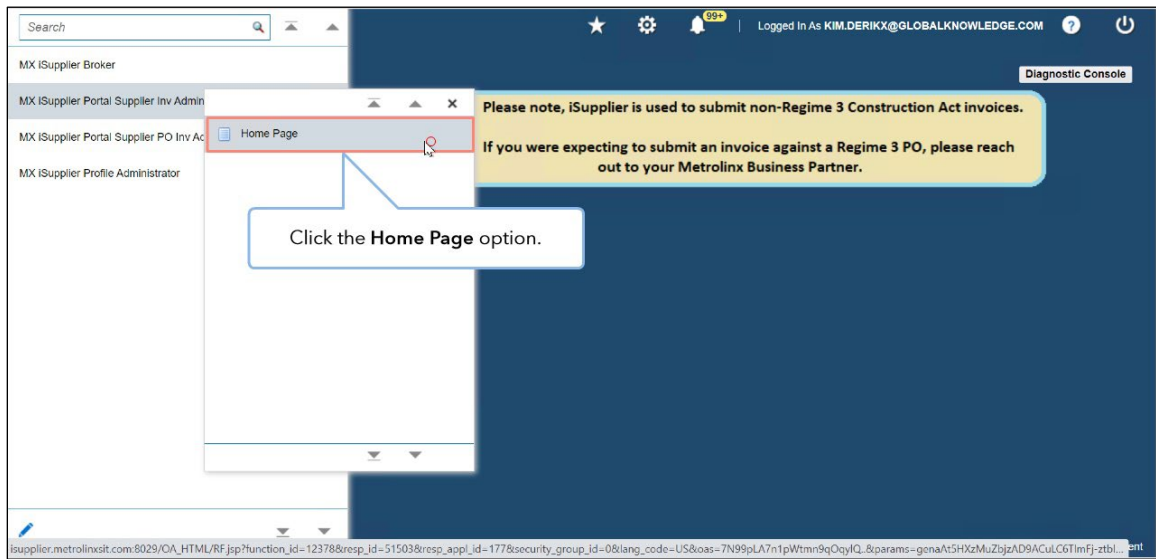 Search
99+
Logged In As KIM.DERIKX@GLOBALKNOWLEDGE.COM
?
MX iSupplier Broker
Diagnostic Console
MX iSupplier Portal Supplier Inv Admin
MX iSupplier Portal Supplier PO Inv Ac
MX iSupplier Profile Administrator
Home Page
Please note, iSupplier is used to submit non-Regime 3 Construction Act invoices.
If you were expecting to submit an invoice against a Regime 3 PO, please reach
out to your Metrolinx Business Partner.
Click the Home Page option.
isupplier.metrolinxsit.com:8029/OA_HTML/RF.jsp?function_id=12378&resp_id=51503&resp_appl_id=177&security_group_id=0&lang_code=US&oas=7N99pLA7n1pWtmn9qOqyIQ..&params=genaAt5HXzMuZbjzAD9ACuLC6TImFj-ztbl...
ent